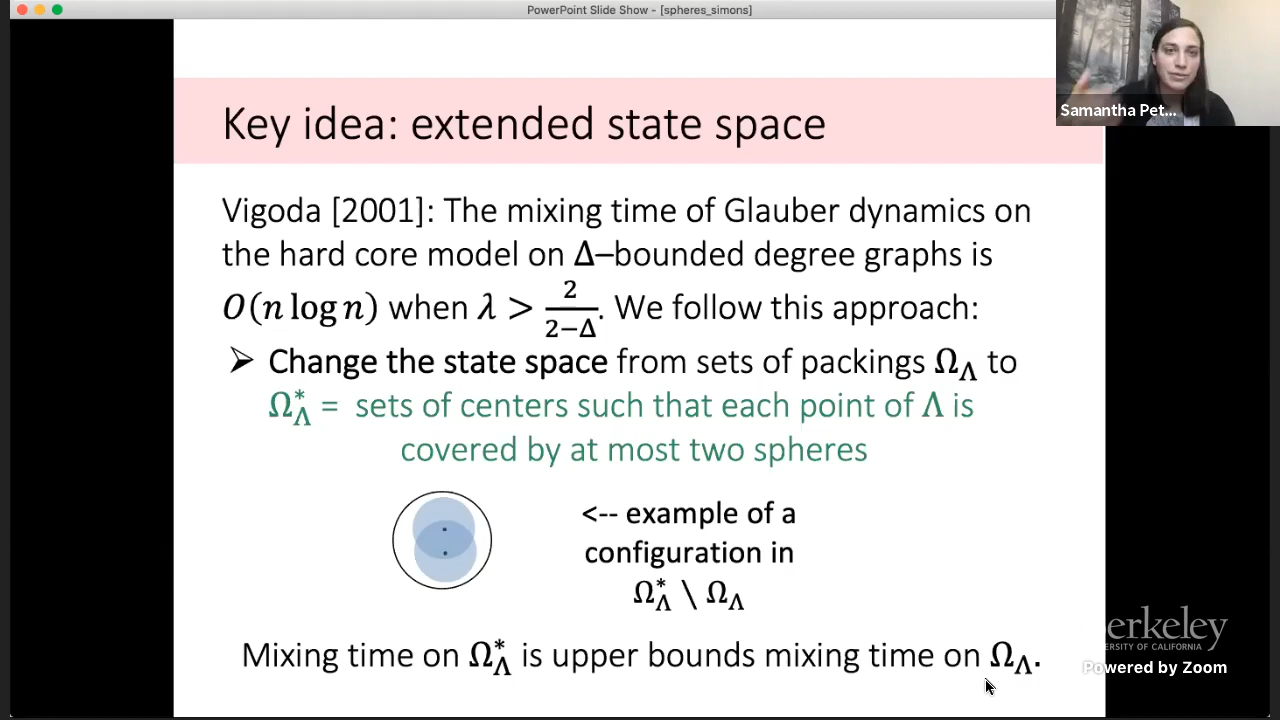 PowerPoint Slide Show - [spheres_simons]
Samantha Pet...
Key idea: extended state space
Vigoda [2001]: The mixing time of Glauber dynamics on
the hard core model on Δ–bounded degree graphs is
O(n log n) when λ > 2/(2−Δ). We follow this approach:
➤ Change the state space from sets of packings Ω_Λ to
Ω*_Λ = sets of centers such that each point of Λ is
covered by at most two spheres
<-- example of a
configuration in
Ω*_Λ \ Ω_Λ
Mixing time on Ω*_Λ is upper bounds mixing time on Ω_Λ.
erkeley
ERSITY OF CALIFORNIA
Powered by Zoom